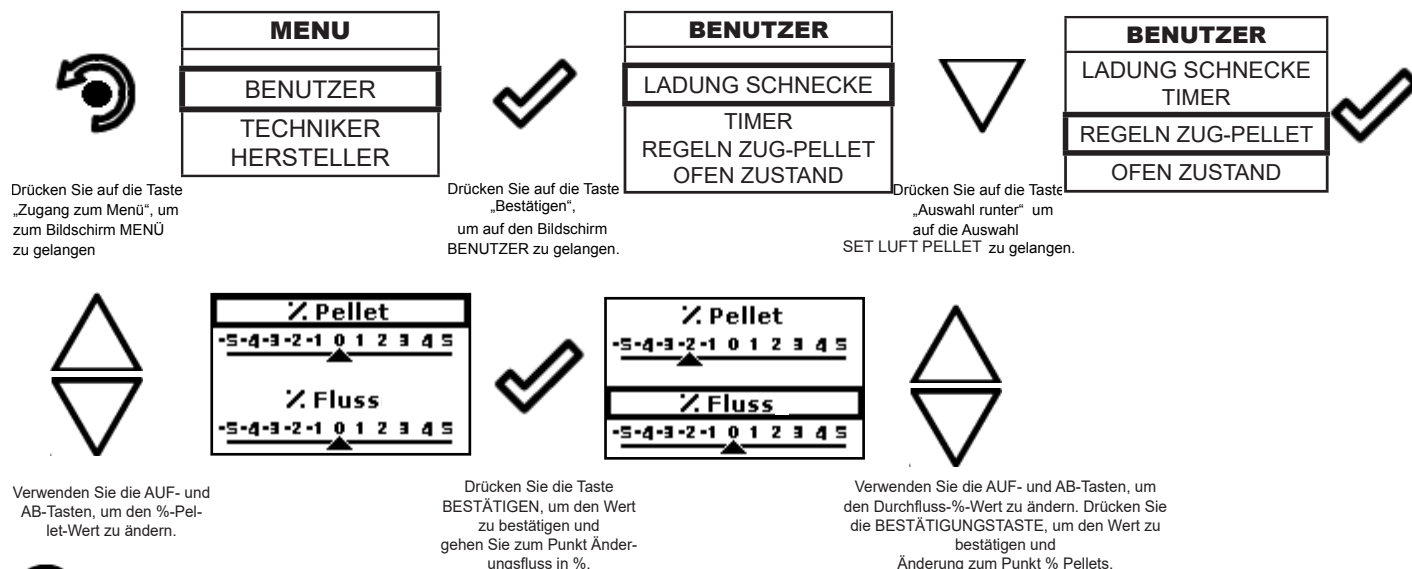 MENU
BENUTZER
TECHNIKER
HERSTELLER
Drücken Sie auf die Taste
„Zugang zum Menü“, um
zum Bildschirm MENÜ
zu gelangen
Drücken Sie auf die Taste
„Bestätigen“,
um auf den Bildschirm
BENUTZER zu gelangen.
BENUTZER
LADUNG SCHNECKE
TIMER
REGELN ZUG-PELLET
OFEN ZUSTAND
Drücken Sie auf die Taste
„Auswahl runter“ um
auf die Auswahl
SET LUFT PELLET zu gelangen.
BENUTZER
LADUNG SCHNECKE
TIMER
REGELN ZUG-PELLET
OFEN ZUSTAND
% Pellet
-5-4-3-2-1 0 1 2 3 4 5
% Fluss
-5-4-3-2-1 0 1 2 3 4 5
% Pellet
-5-4-3-2-1 0 1 2 3 4 5
% Fluss
-5-4-3-2-1 0 1 2 3 4 5
Verwenden Sie die AUF- und
AB-Tasten, um den %-Pel-
let-Wert zu ändern.
Drücken Sie die Taste
BESTÄTIGEN, um den Wert
zu bestätigen und
gehen Sie zum Punkt Änder-
ungsfluss in %.
Verwenden Sie die AUF- und AB-Tasten, um
den Durchfluss-%-Wert zu ändern. Drücken Sie
die BESTÄTIGUNGSTASTE, um den Wert zu
bestätigen und
Änderung zum Punkt % Pellets.